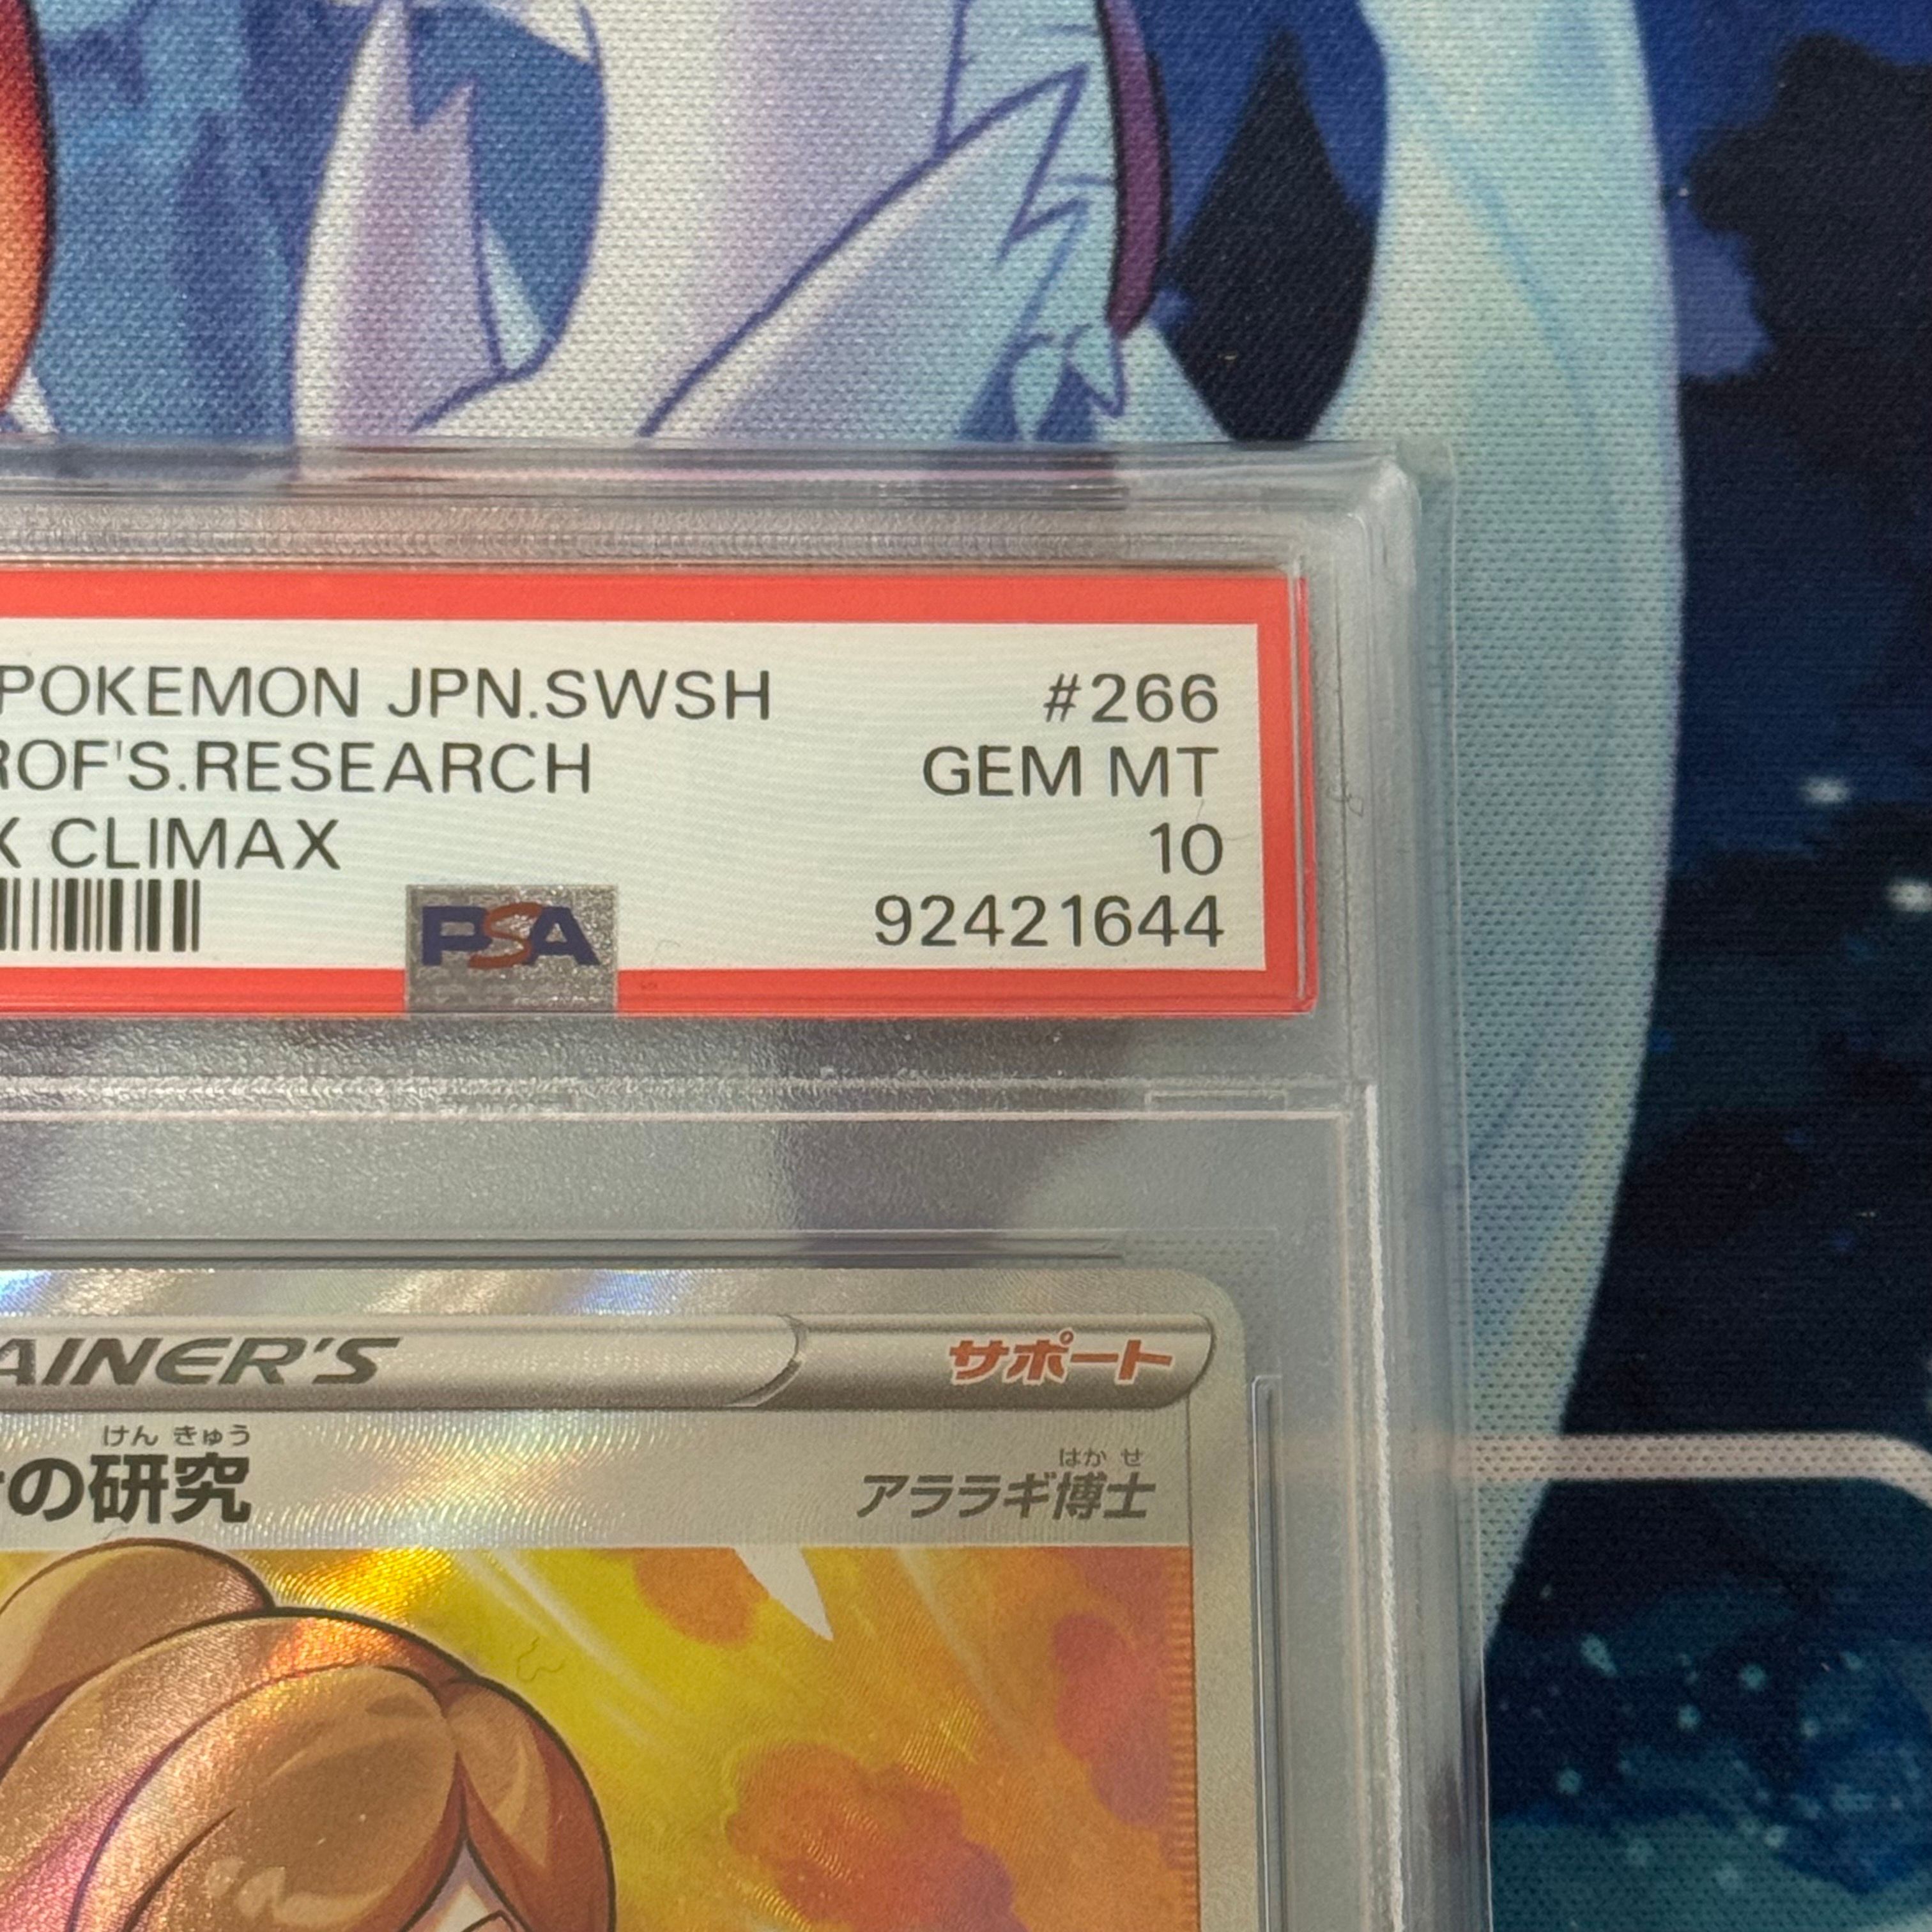 POKEMON JPN.SWSH #266
ROF'S.RESEARCH GEM MT
X CLIMAX 10
PSA 92421644
AINER'S サポート
けん きゅう はか せ
の研究 アララギ博士